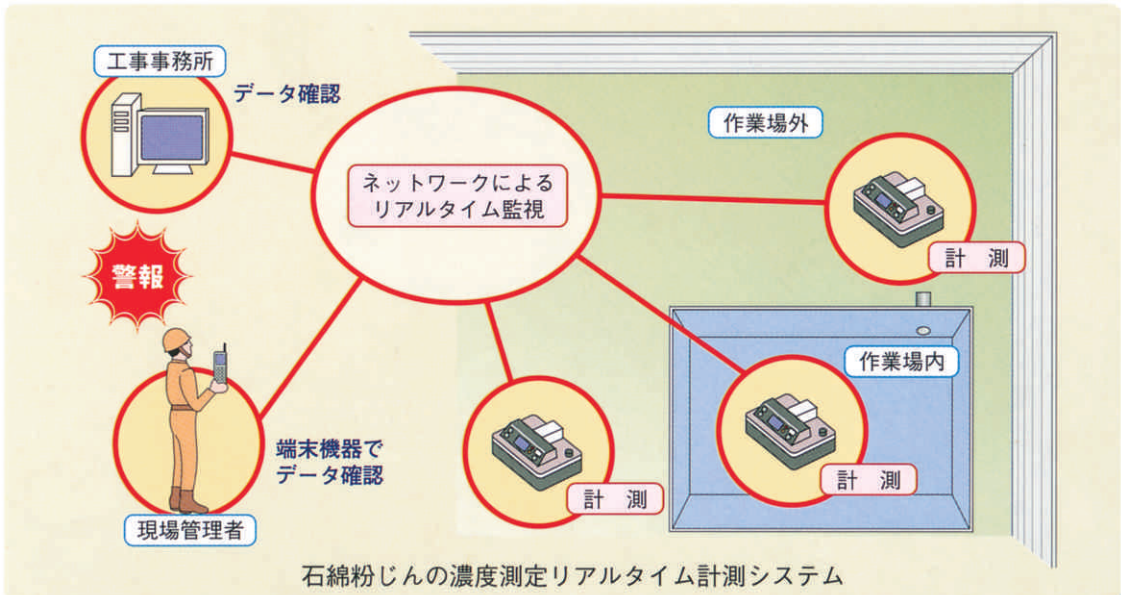 工事事務所
データ確認
作業場外
ネットワークによる
リアルタイム監視
計 測
警報
作業場内
端末機器で
データ確認
計 測
計 測
現場管理者
石綿粉じんの濃度測定リアルタイム計測システム